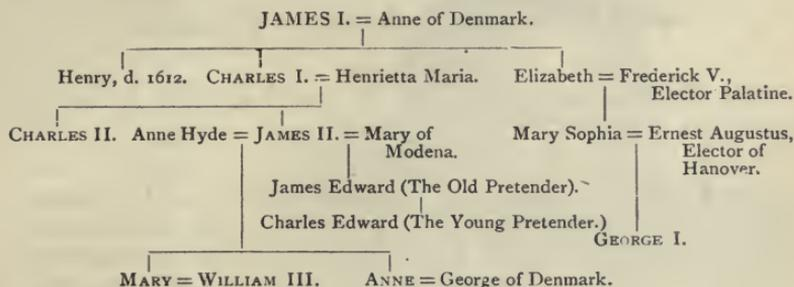 JAMES I. = Anne of Denmark.
Henry, d. 1612. CHARLES I. = Henrietta Maria. Elizabeth = Frederick V.,
Elector Palatine.
CHARLES II. Anne Hyde = JAMES II. = Mary of
Modena.
Mary Sophia = Ernest Augustus,
Elector of
Hanover.
James Edward (The Old Pretender).
Charles Edward (The Young Pretender.)
GEORGE I.
MARY = WILLIAM III. ANNE = George of Denmark.